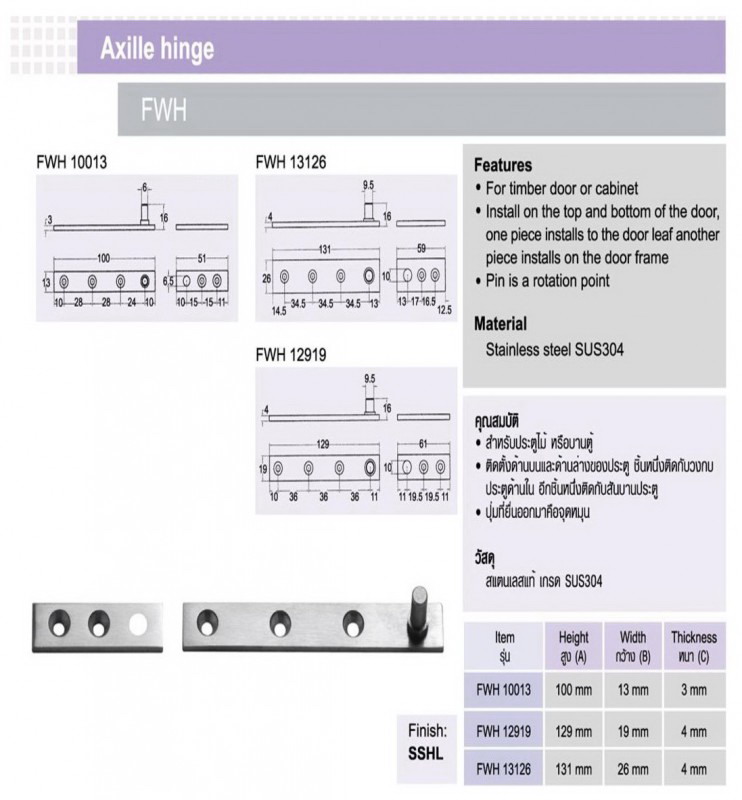 Axille hinge
FWH
FWH 10013
6
3
16
100
51
13
6.5
10 28 28 24 10
10 15 15 11
FWH 13126
9.5
4
16
131
59
26
10
14.5 34.5 34.5 34.5 13
13 17 16.5 12.5
FWH 12919
9.5
4
16
129
61
19
10
10 36 36 36 11
11 19.5 19.5 11
Features
• For timber door or cabinet
• Install on the top and bottom of the door,
one piece installs to the door leaf another
piece installs on the door frame
• Pin is a rotation point
Material
Stainless steel SUS304
คุณสมบัติ
• สำหรับประตูไม้ หรือบานตู้
• ติดตั้งด้านบนและด้านล่างของประตู ชิ้นหนึ่งติดกับวงกบ
ประตูด้านใน อีกชิ้นหนึ่งติดกับสันบานประตู
• ปุ่มที่ยื่นออกมาคือจุดหมุน
วัสดุ
สแตนเลสแท้ เกรด SUS304
Item Height Width Thickness
รุ่น สูง (A) กว้าง (B) หนา (C)
FWH 10013 100 mm 13 mm 3 mm
FWH 12919 129 mm 19 mm 4 mm
FWH 13126 131 mm 26 mm 4 mm
Finish:
SSHL